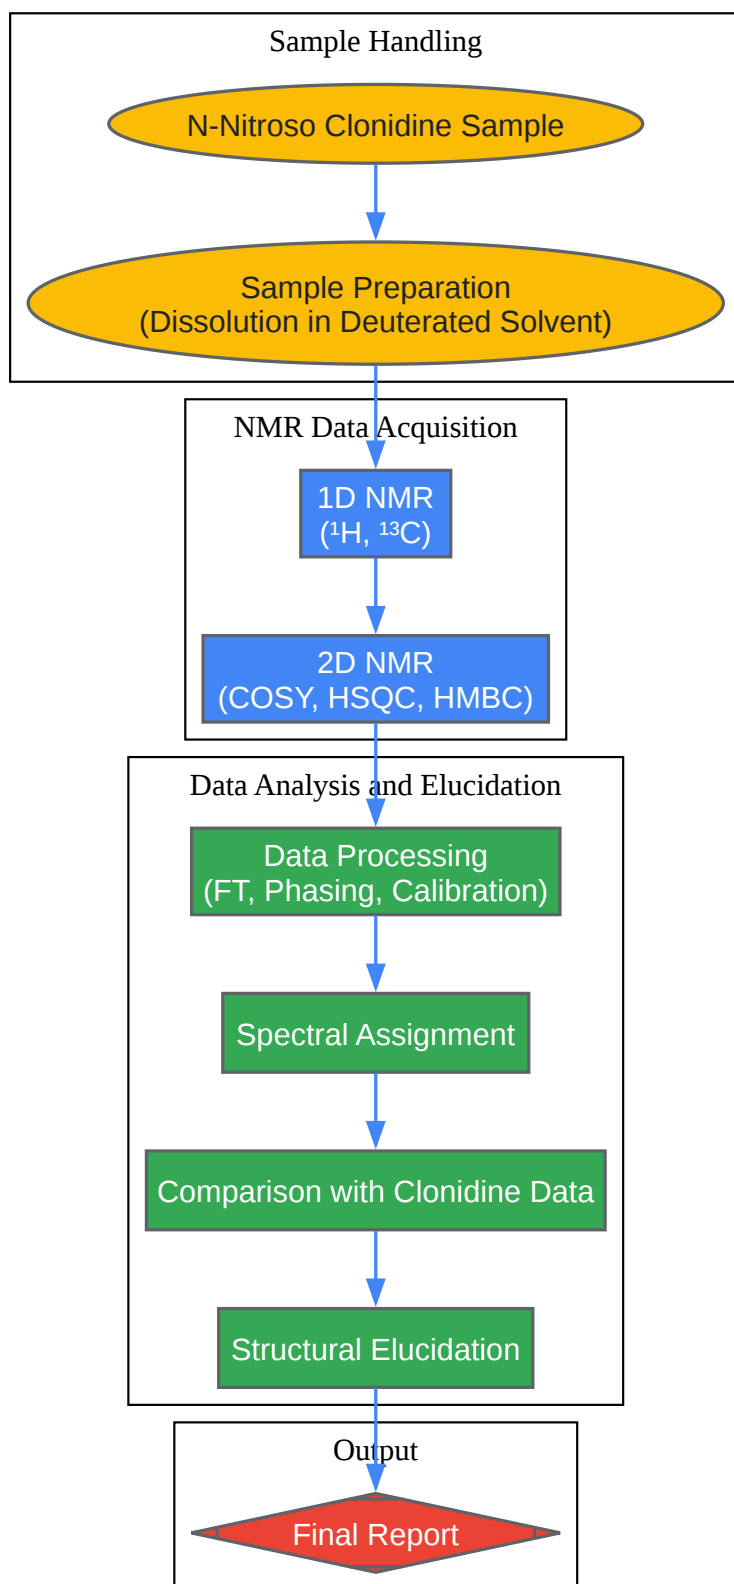 Sample Handling
N-Nitroso Clonidine Sample
Sample Preparation
(Dissolution in Deuterated Solvent)
NMR Data Acquisition
1D NMR
(¹H, ¹³C)
2D NMR
(COSY, HSQC, HMBC)
Data Analysis and Elucidation
Data Processing
(FT, Phasing, Calibration)
Spectral Assignment
Comparison with Clonidine Data
Structural Elucidation
Output
Final Report